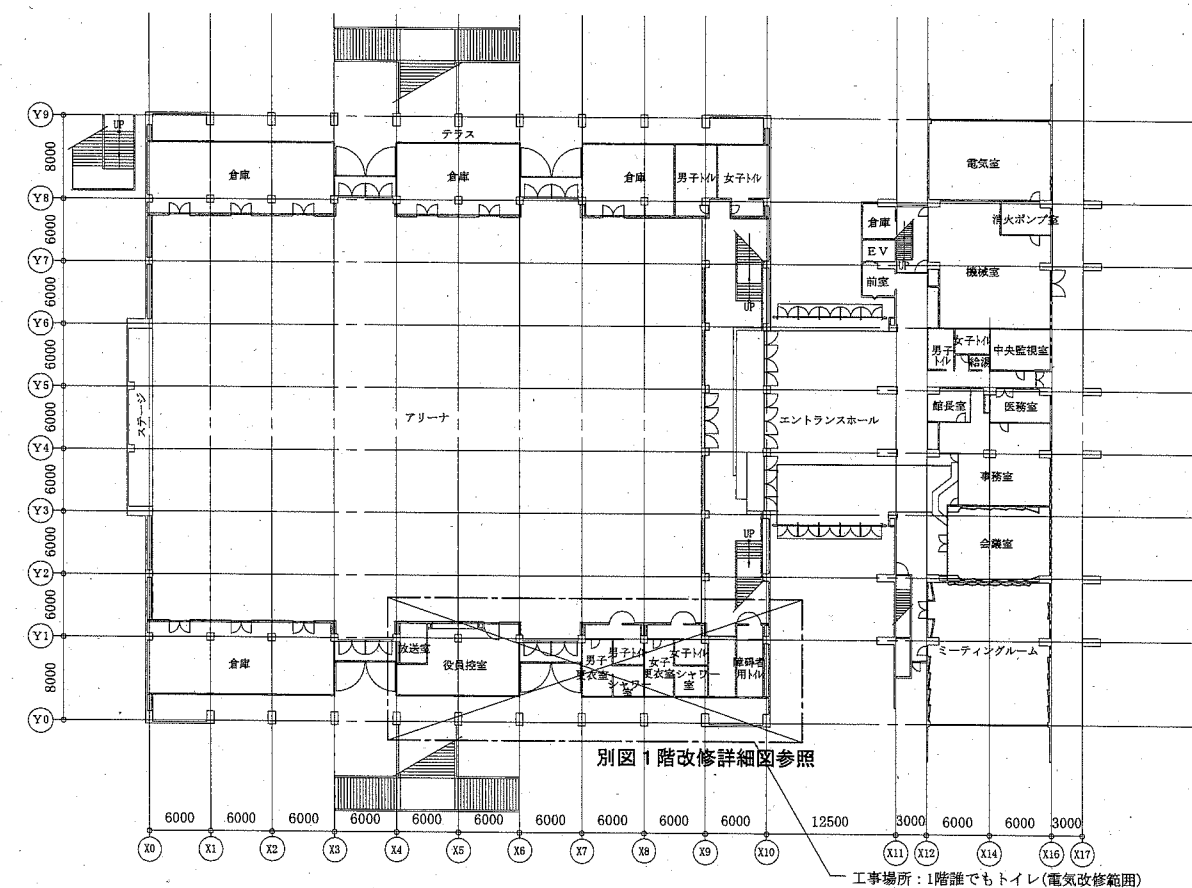 Y9
UP
テラス
8000
倉庫
倉庫
倉庫
男子トイレ
女子トイレ
電気室
Y8
倉庫
消火ポンプ室
6000
EV
UP
Y7
前室
機械室
6000
UP
Y6
男子トイレ
女子トイレ
給湯
中央監視室
6000
Y5
ステージ
アリーナ
エントランスホール
館長室
医務室
6000
Y4
事務室
6000
Y3
UP
会議室
6000
Y2
6000
Y1
放送室
役員控室
男子更衣室
男子トイレ
シャワー室
女子更衣室
女子トイレ
シャワー室
障碍者用トイレ
ミーティングルーム
倉庫
8000
Y0
別図1階改修詳細図参照
6000 6000 6000 6000 6000 6000 6000 6000 6000 6000 12500 3000 6000 6000 3000
X0 X1 X2 X3 X4 X5 X6 X7 X8 X9 X10 X11 X12 X14 X16 X17
工事場所：1階誰でもトイレ(電気改修範囲)